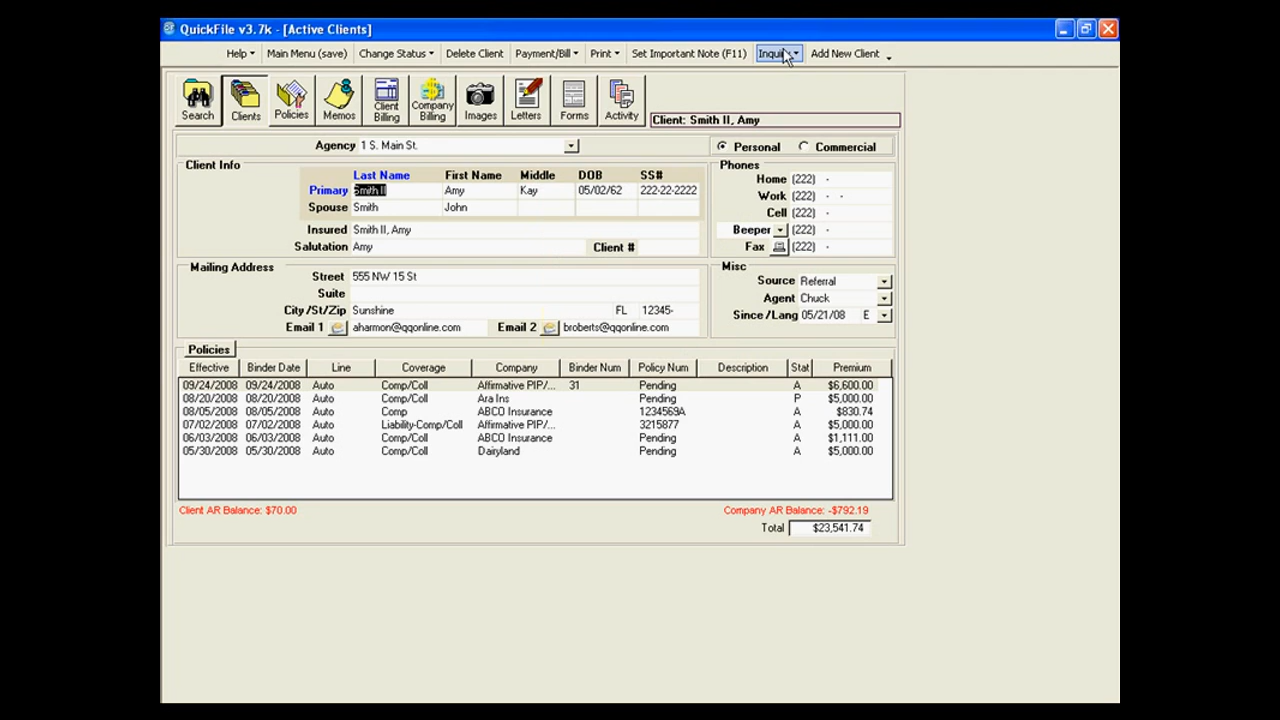 QuickFile v3.7k - [Active Clients]
Help Main Menu (save) Change Status Delete Client Payment/Bill Print Set Important Note (F11) Add New Client
Search Clients Policies Memos Client Billing Company Billing Images Letters Forms Activity
Client: Smith II, Amy
Agency 1 S. Main St. Personal Commercial
Client Info Phones
Last Name First Name Middle DOB SS#
Primary Smith II Amy Kay 05/02/62 222-22-2222
Spouse Smith John
Insured Smith II, Amy
Salutation Amy Client #
Home (222) -
Work (222) - -
Cell (222) -
Beeper (222) -
Fax (222) -
Mailing Address Misc
Street 555 NW 15 St
Suite
City /St/Zip Sunshine FL 12345-
Email 1 aharmon@qqonline.com Email 2 broberts@qqonline.com
Source Referral
Agent Chuck
Since /Lang 05/21/08 E
Policies
Effective Binder Date Line Coverage Company Binder Num Policy Num Description Stat Premium
09/24/2008 09/24/2008 Auto Comp/Coll Affirmative PIP/... 31 Pending A $6,600.00
08/20/2008 08/20/2008 Auto Comp/Coll Ara Ins Pending P $5,000.00
08/05/2008 08/05/2008 Auto Comp ABCO Insurance 1234569A A $830.74
07/02/2008 07/02/2008 Auto Liability-Comp/Coll Affirmative PIP/... 3215877 A $5,000.00
06/03/2008 06/03/2008 Auto Comp/Coll ABCO Insurance Pending A $1,111.00
05/30/2008 05/30/2008 Auto Comp/Coll Dairyland Pending A $5,000.00
Client AR Balance: $70.00 Company AR Balance: -$792.19
Total $23,541.74